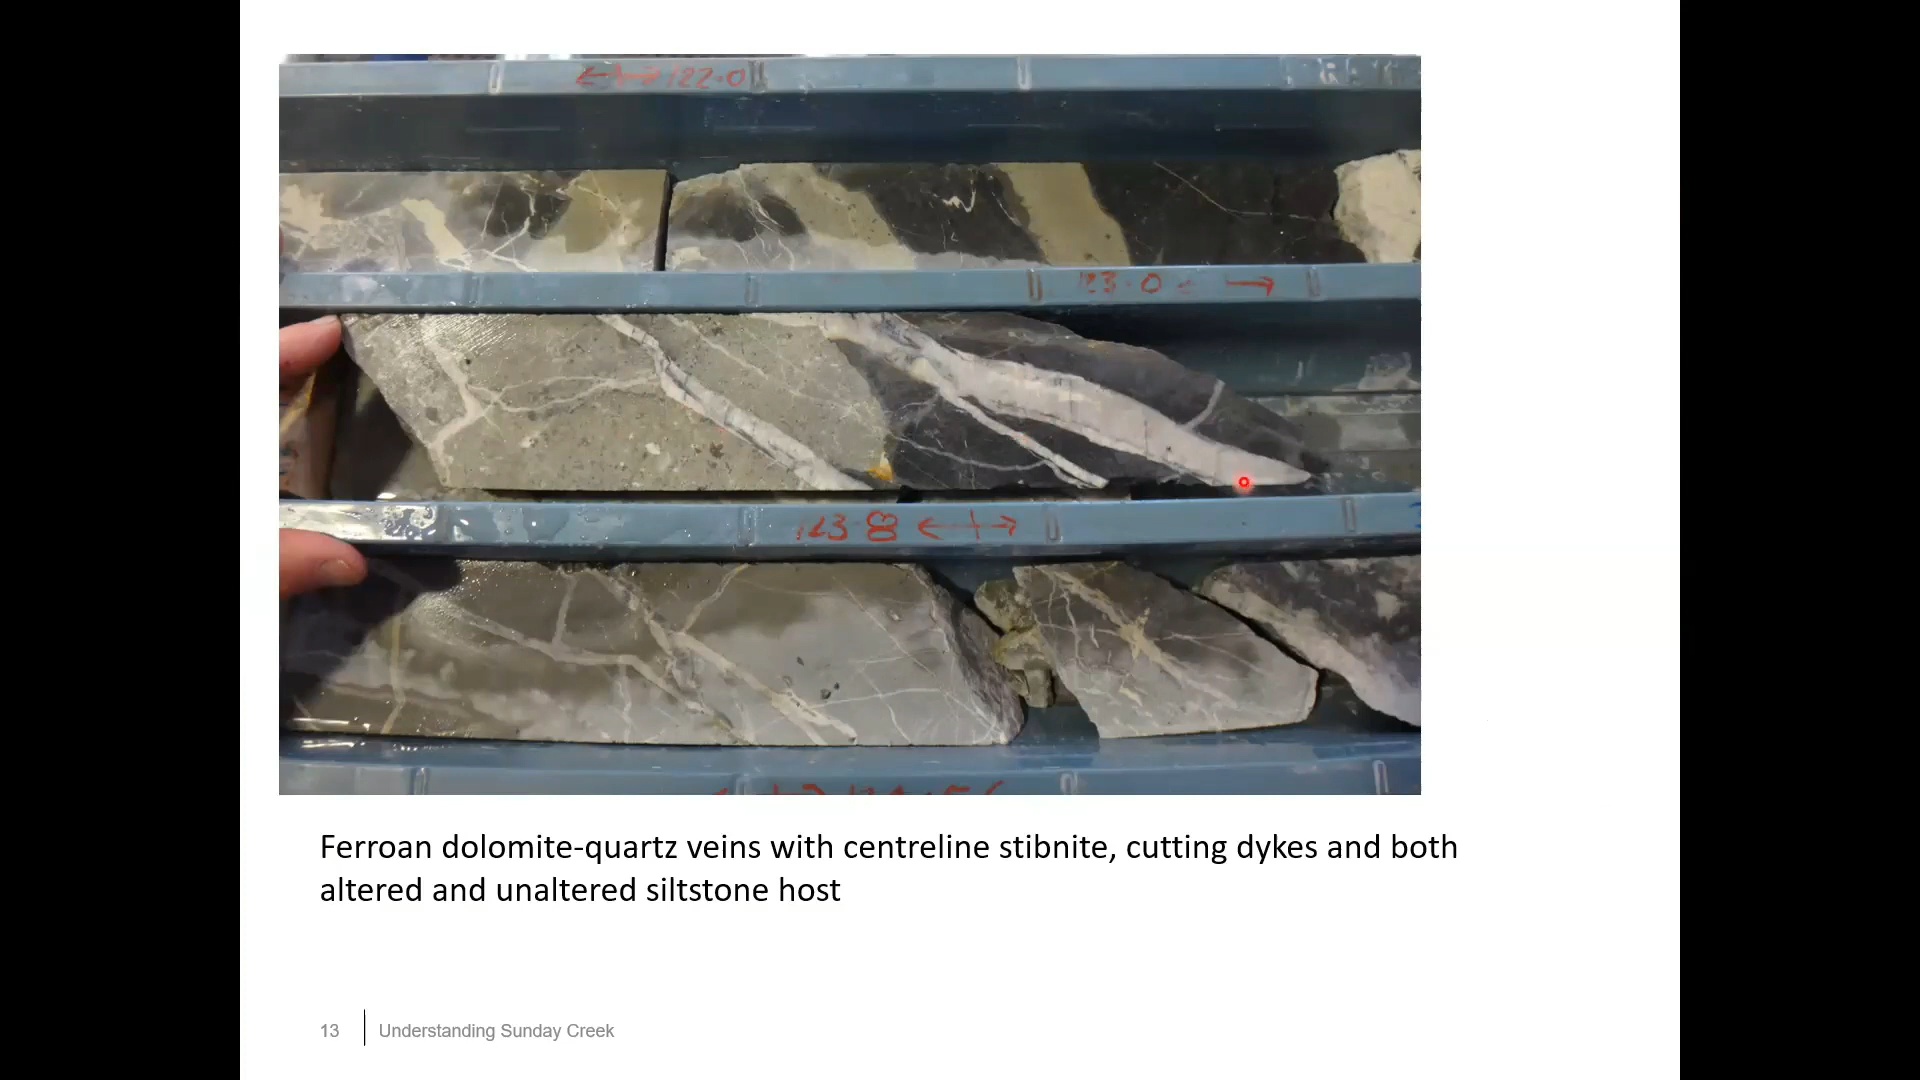 122.0
123.0
123.8
Ferroan dolomite-quartz veins with centreline stibnite, cutting dykes and both
altered and unaltered siltstone host
13
Understanding Sunday Creek